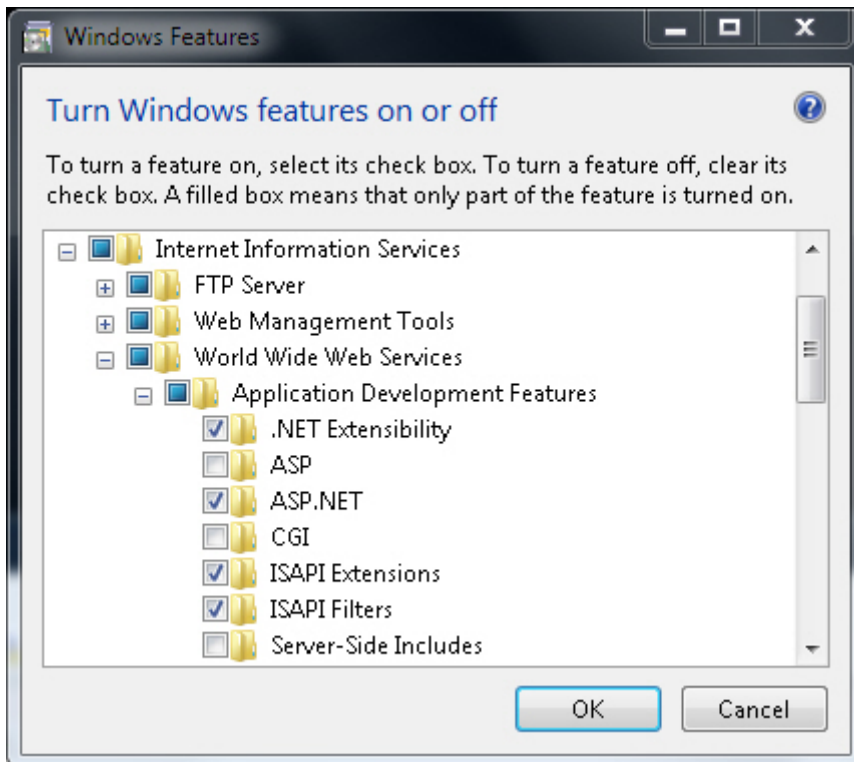 Windows Features
Turn Windows features on or off
To turn a feature on, select its check box. To turn a feature off, clear its
check box. A filled box means that only part of the feature is turned on.
Internet Information Services
FTP Server
Web Management Tools
World Wide Web Services
Application Development Features
.NET Extensibility
ASP
ASP.NET
CGI
ISAPI Extensions
ISAPI Filters
Server-Side Includes
OK Cancel